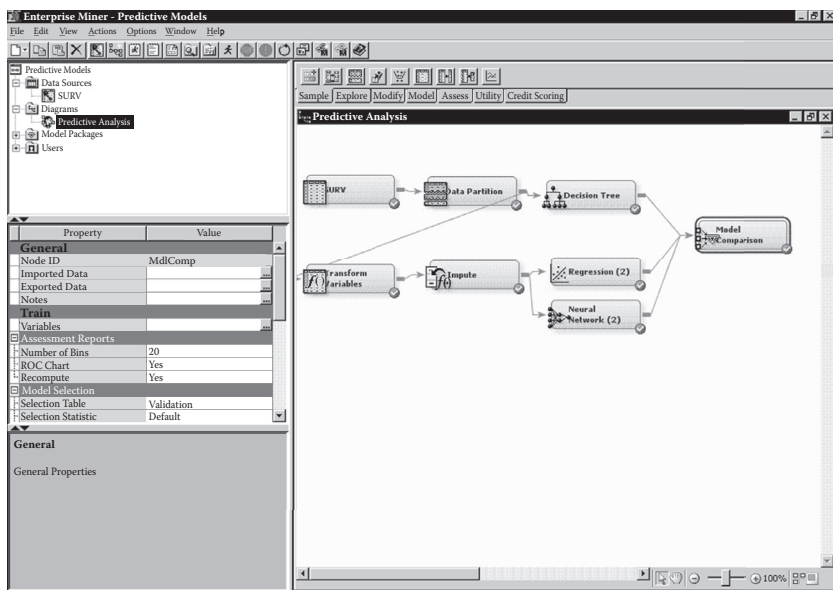 Enterprise Miner - Predictive Models
File Edit View Actions Options Window Help
Predictive Models
Data Sources
SURV
Diagrams
Predictive Analysis
Model Packages
Users
Property Value
General
Node ID MdlComp
Imported Data ...
Exported Data ...
Notes ...
Train
Variables ...
Assessment Reports
Number of Bins 20
ROC Chart Yes
Recompute Yes
Model Selection
Selection Table Validation
Selection Statistic Default
General
General Properties
Sample Explore Modify Model Assess Utility Credit Scoring
Predictive Analysis
SURV
Data Partition
Decision Tree
Model
Comparison
Transform
Variables
Impute
Regression (2)
Neural
Network (2)
100%